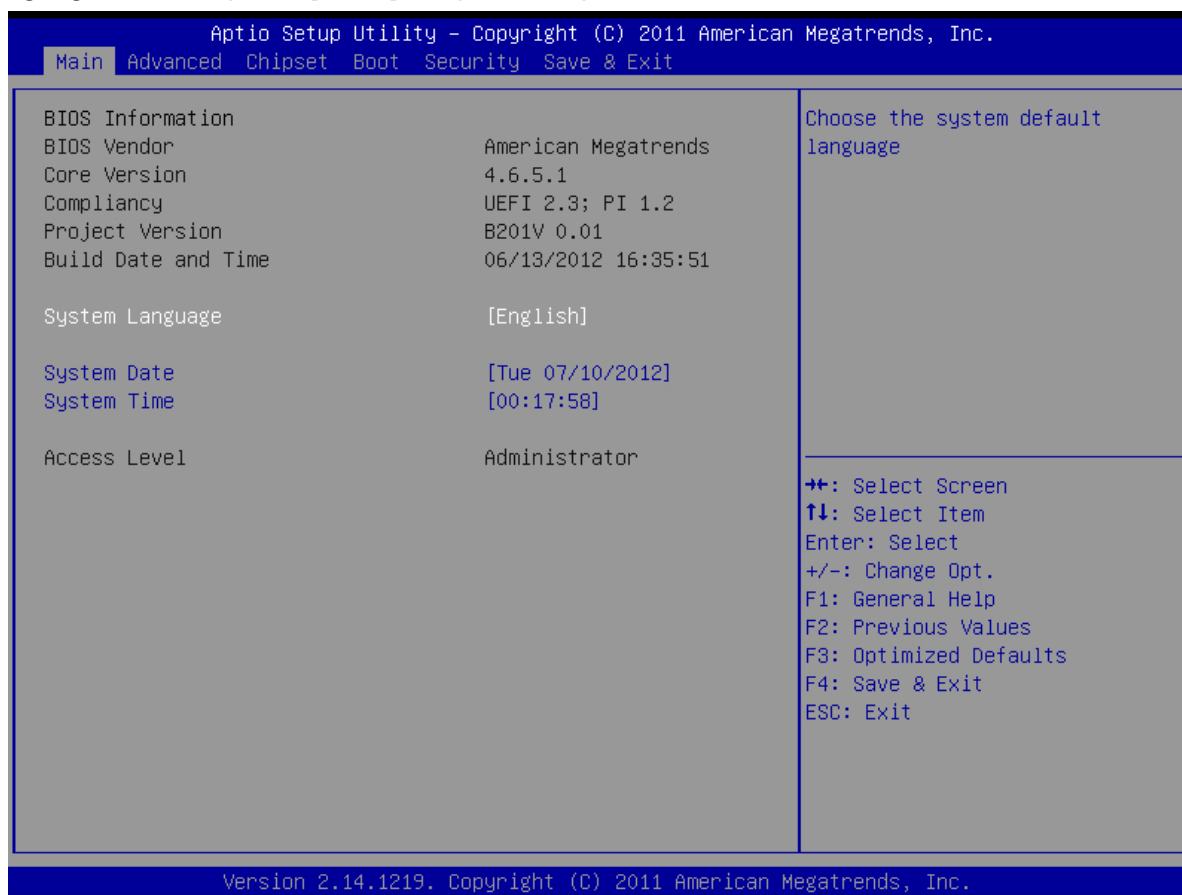 Aptio Setup Utility – Copyright (C) 2011 American Megatrends, Inc.
Main Advanced Chipset Boot Security Save & Exit
BIOS Information
BIOS Vendor American Megatrends
Core Version 4.6.5.1
Compliancy UEFI 2.3; PI 1.2
Project Version B201V 0.01
Build Date and Time 06/13/2012 16:35:51
System Language [English]
System Date [Tue 07/10/2012]
System Time [00:17:58]
Access Level Administrator
Choose the system default
language
→←: Select Screen
↑↓: Select Item
Enter: Select
+/-: Change Opt.
F1: General Help
F2: Previous Values
F3: Optimized Defaults
F4: Save & Exit
ESC: Exit
Version 2.14.1219. Copyright (C) 2011 American Megatrends, Inc.